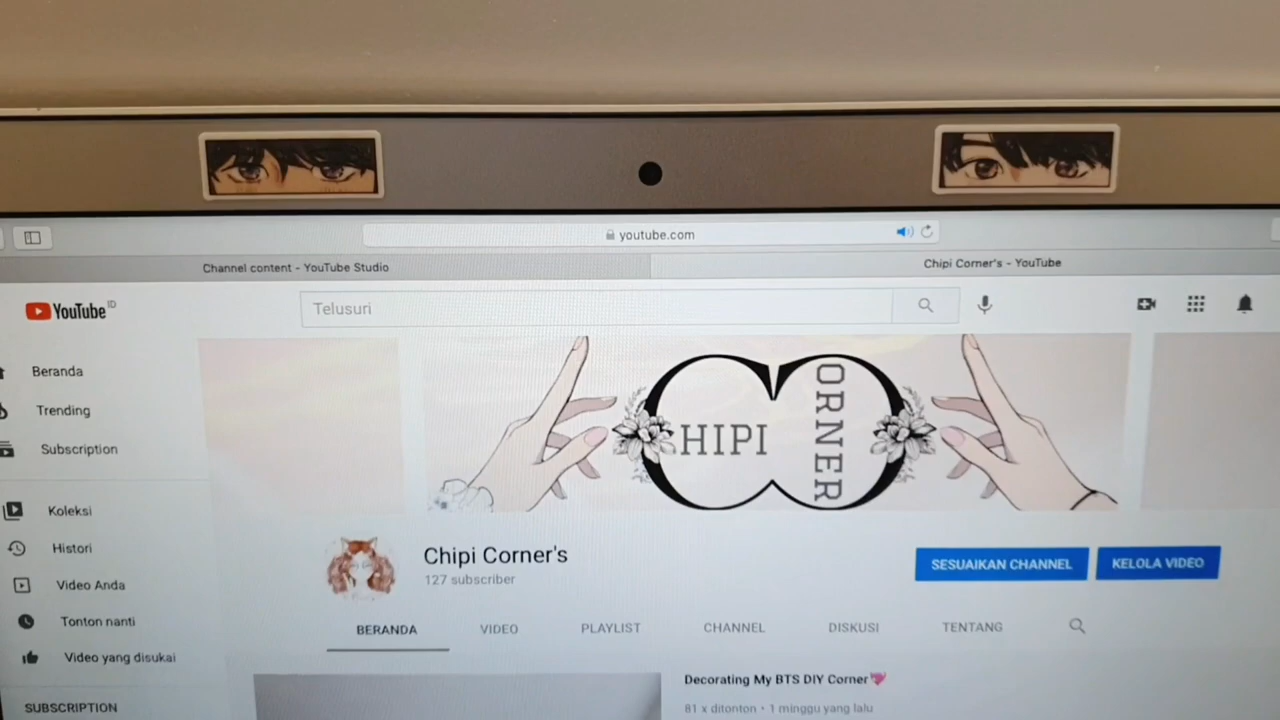 youtube.com
Channel content - YouTube Studio
Chipi Corner's - YouTube
YouTube ID
Telusuri
Beranda
Trending
Subscription
Koleksi
Histori
Video Anda
Tonton nanti
Video yang disukai
SUBSCRIPTION
HIPI
ORNER
Chipi Corner's
127 subscriber
SESUAIKAN CHANNEL
KELOLA VIDEO
BERANDA
VIDEO
PLAYLIST
CHANNEL
DISKUSI
TENTANG
Decorating My BTS DIY Corner💘
81 x ditonton • 1 minggu yang lalu